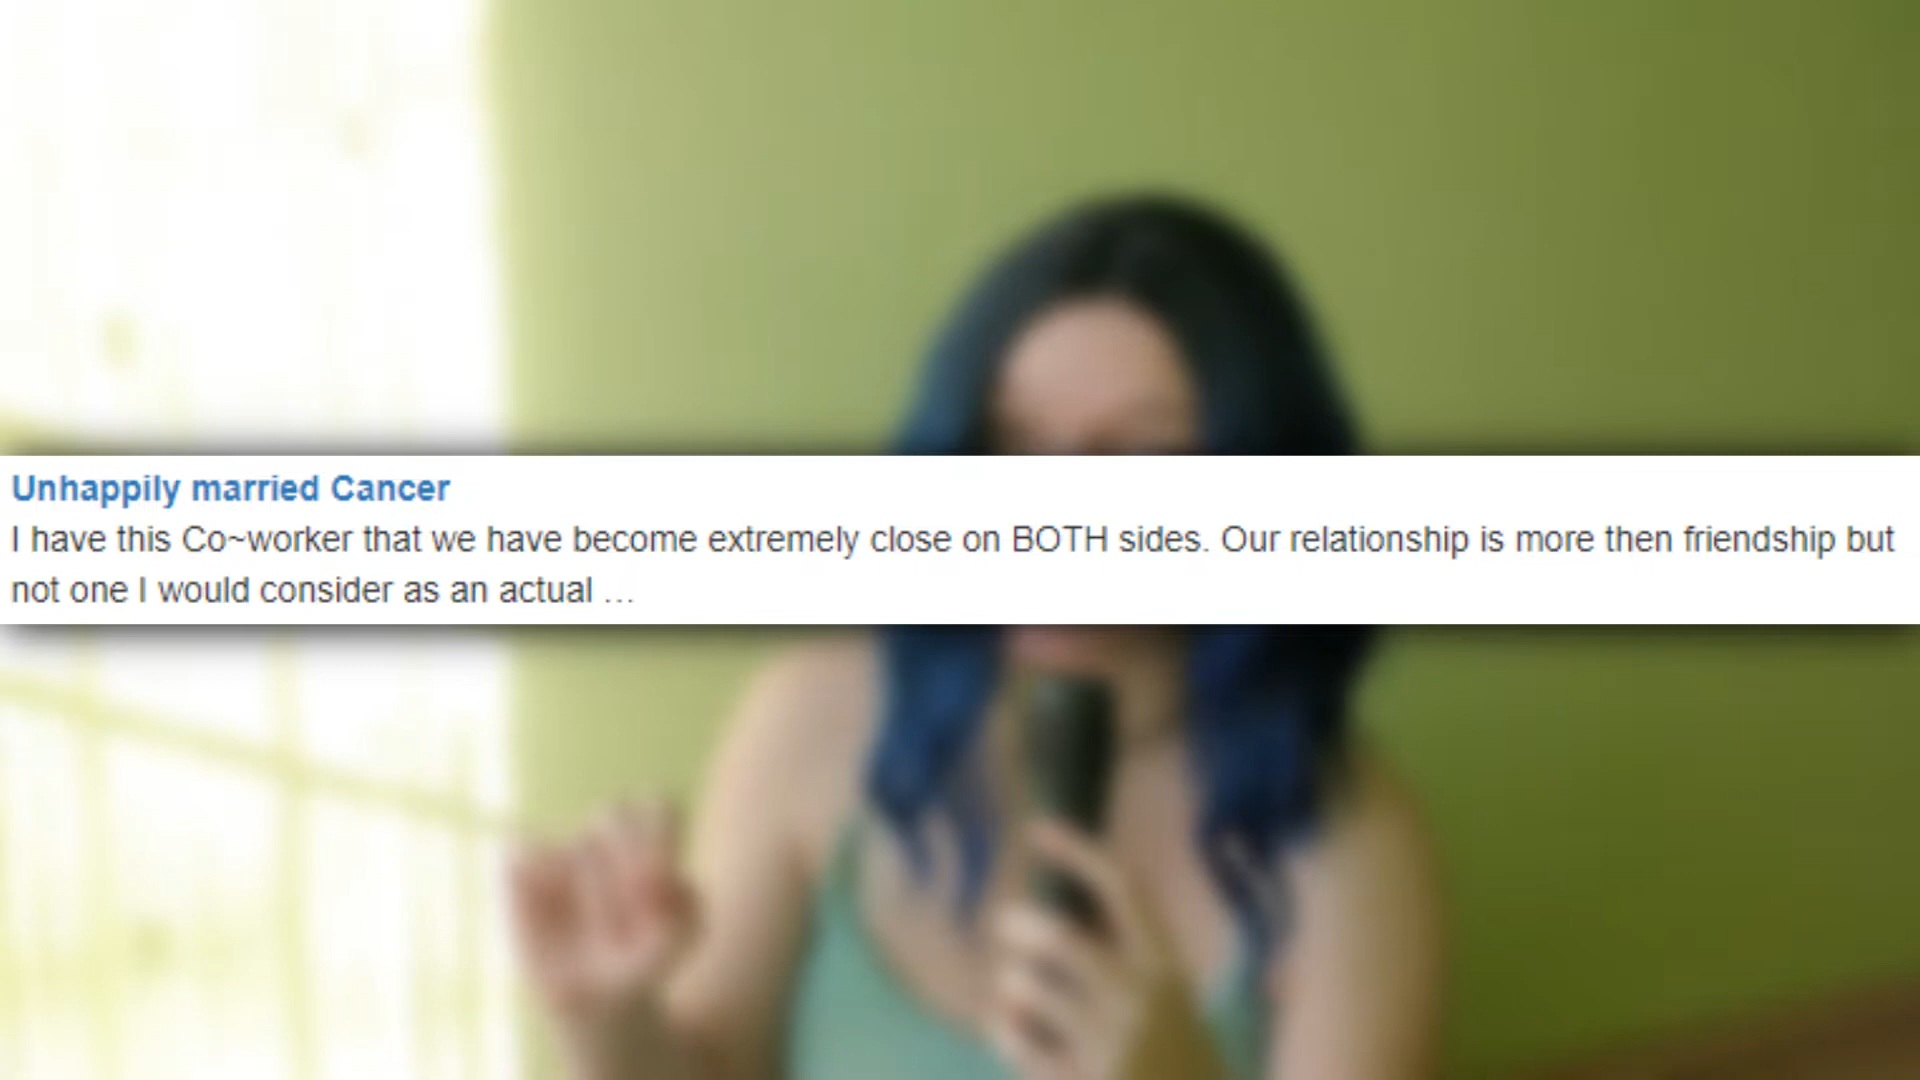 Unhappily married Cancer
I have this Co~worker that we have become extremely close on BOTH sides. Our relationship is more then friendship but
not one I would consider as an actual ...